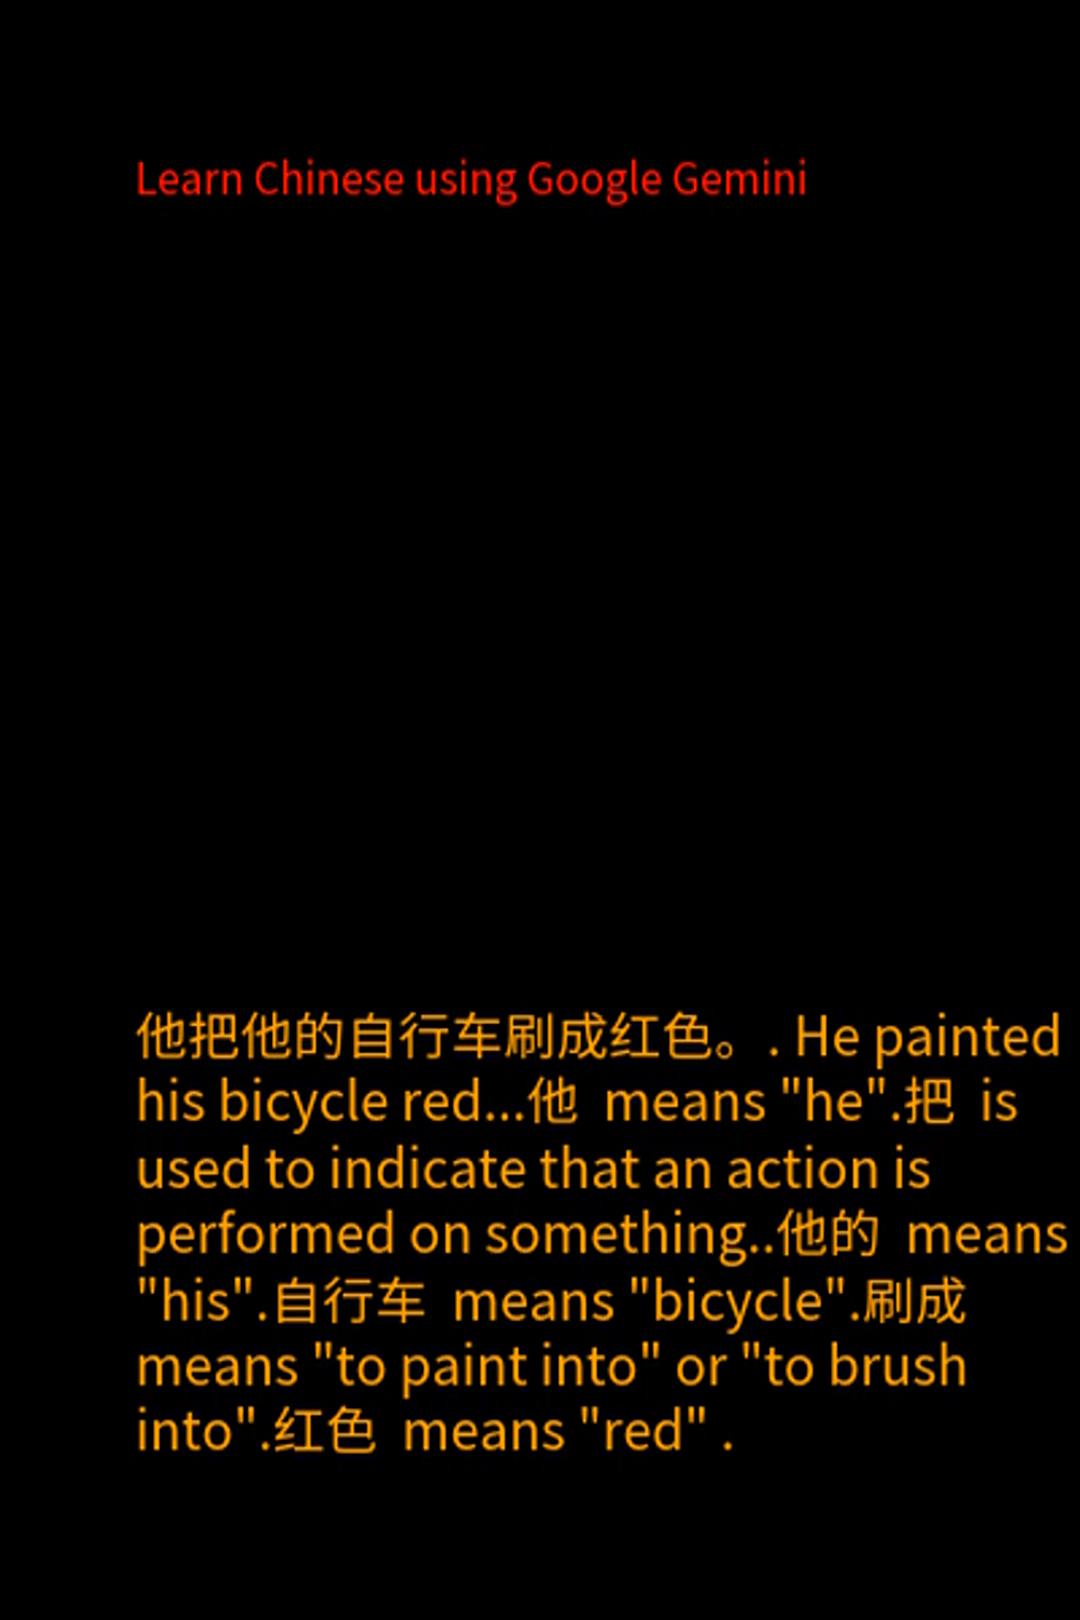 Learn Chinese using Google Gemini
他把他的自行车刷成红色。. He painted
his bicycle red...他 means "he".把 is
used to indicate that an action is
performed on something..他的 means
"his".自行车 means "bicycle".刷成
means "to paint into" or "to brush
into".红色 means "red" .